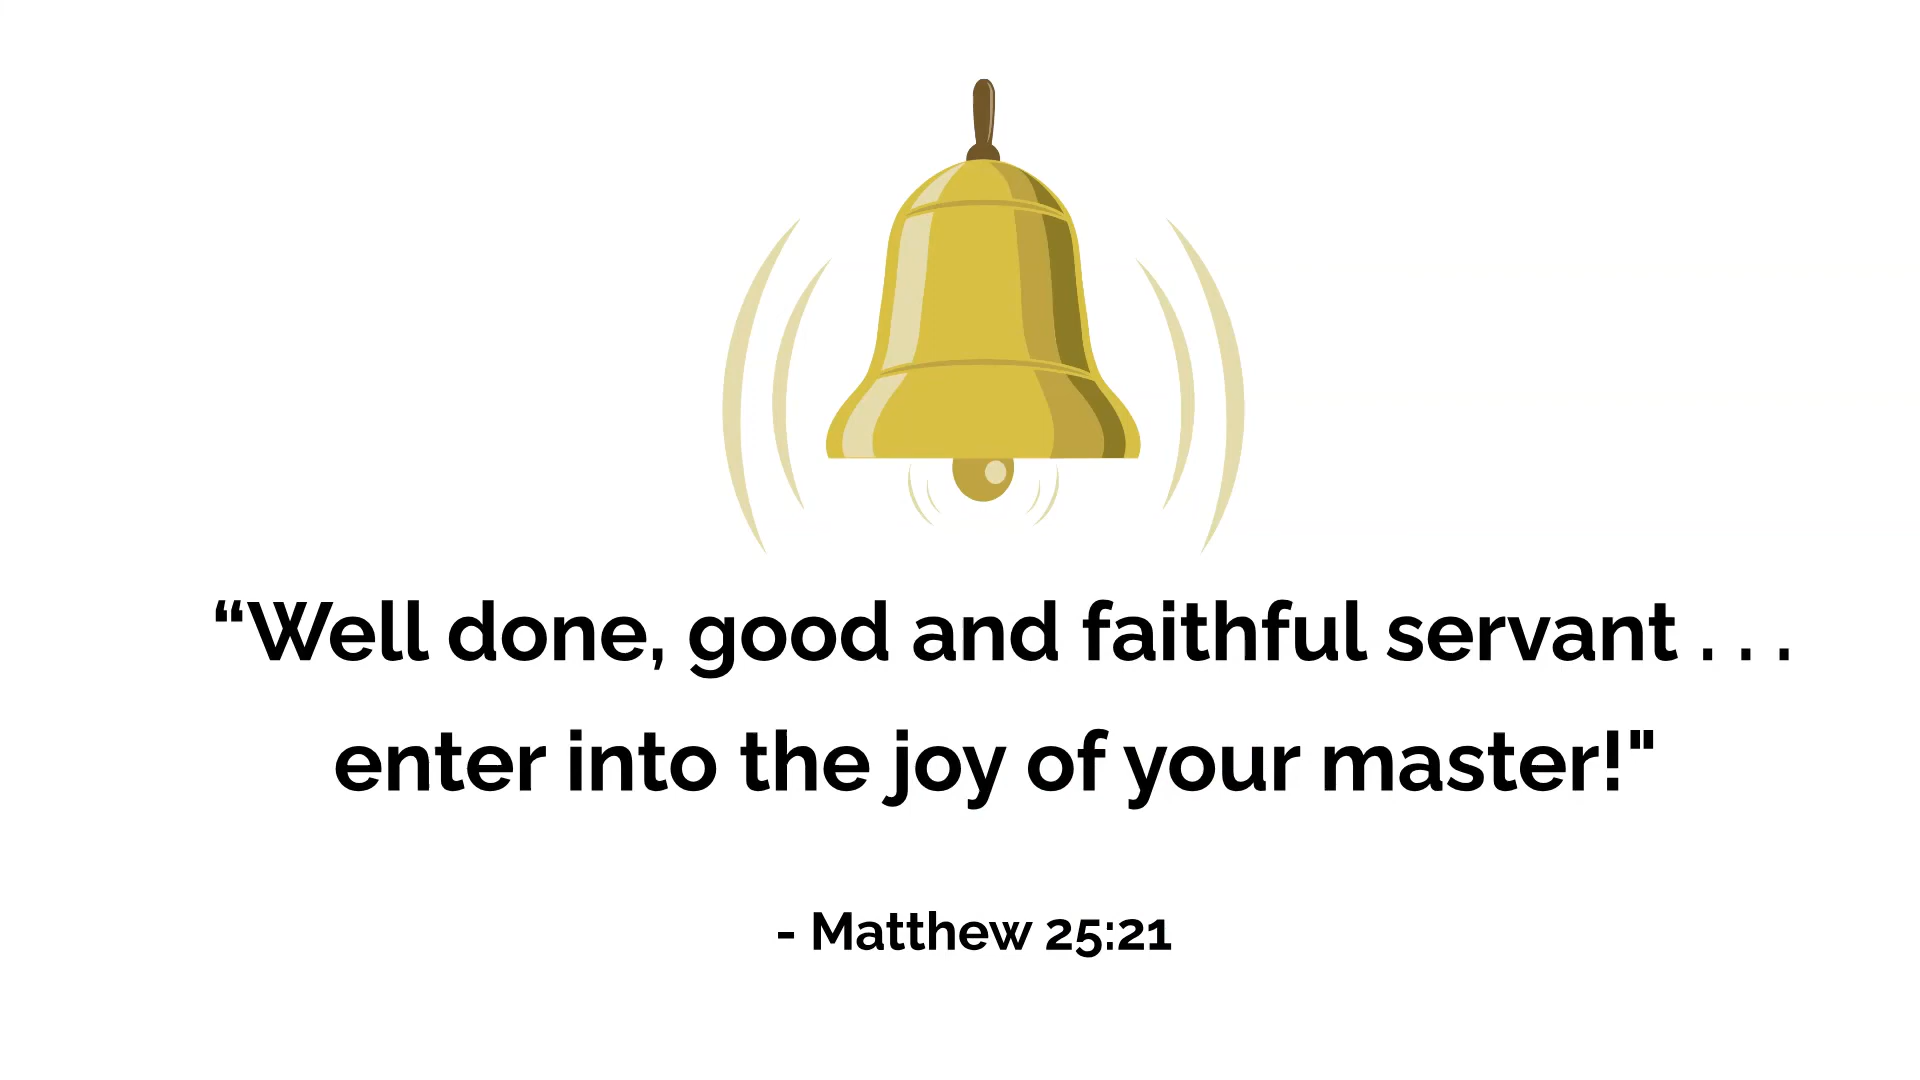 “Well done, good and faithful servant . . .
enter into the joy of your master!"
- Matthew 25:21